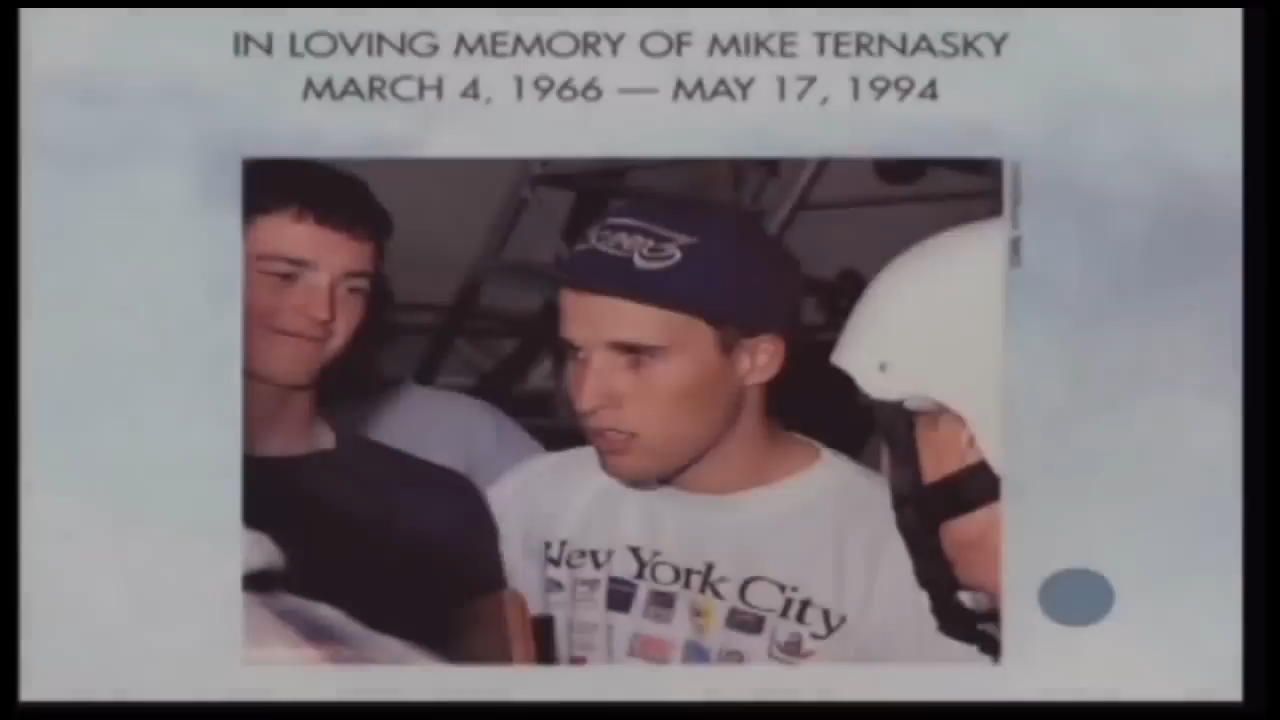 IN LOVING MEMORY OF MIKE TERNASKY
MARCH 4, 1966 — MAY 17, 1994
New York City